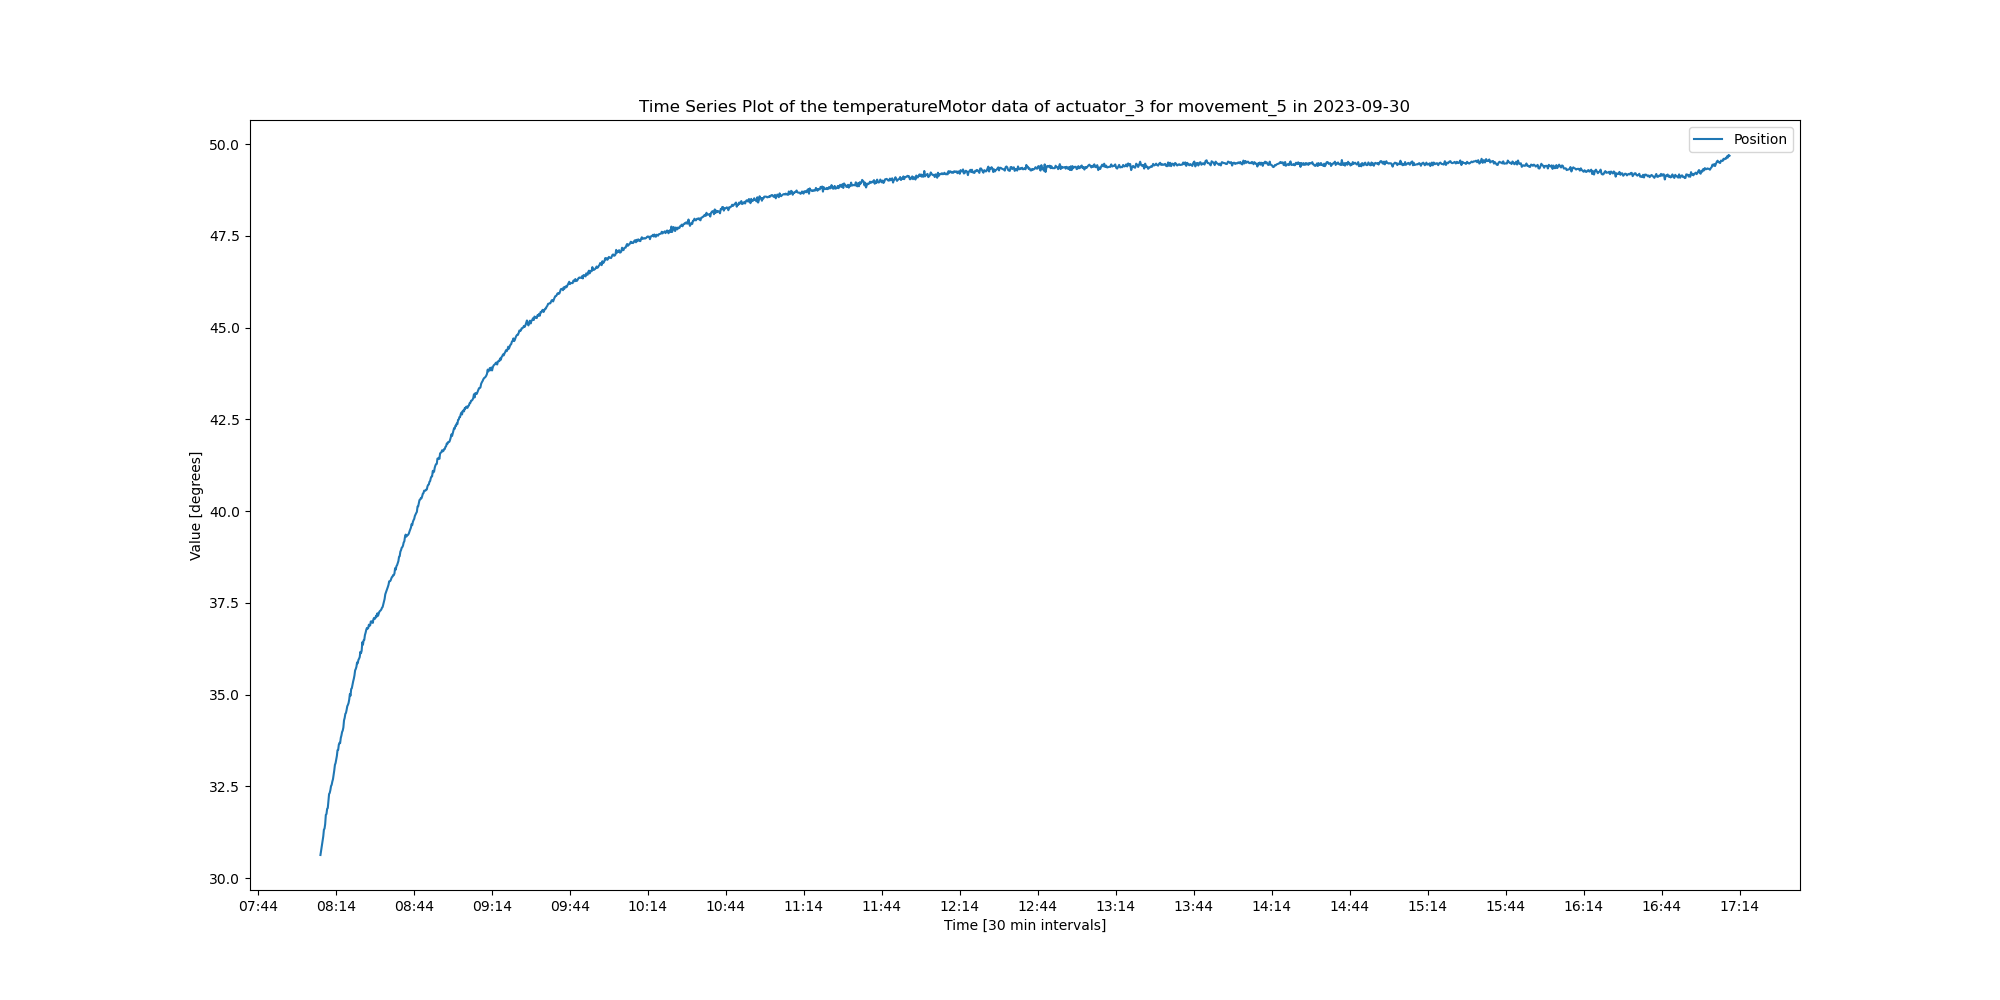 Time Series Plot of the temperatureMotor data of actuator_3 for movement_5 in 2023-09-30
Position
50.0
47.5
45.0
42.5
40.0
37.5
35.0
32.5
30.0
Value [degrees]
07:44 08:14 08:44 09:14 09:44 10:14 10:44 11:14 11:44 12:14 12:44 13:14 13:44 14:14 14:44 15:14 15:44 16:14 16:44 17:14
Time [30 min intervals]